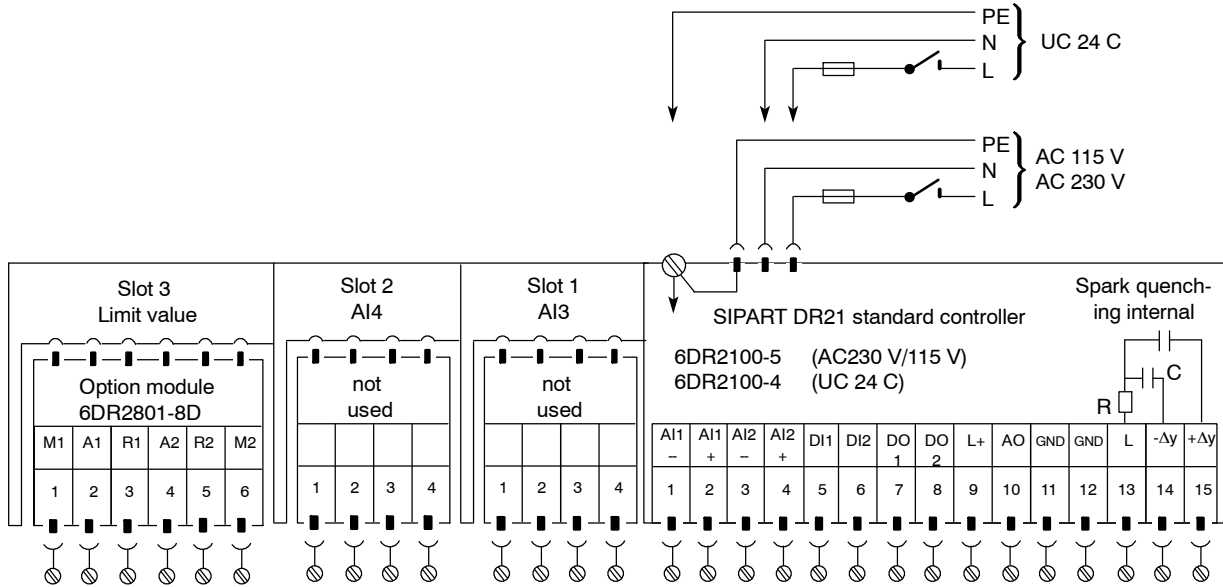 PE
N
L
UC 24 C
PE
N
L
AC 115 V
AC 230 V
Slot 3
Limit value
Option module
6DR2801-8D
M1 A1 R1 A2 R2 M2
1 2 3 4 5 6
Slot 2
AI4
not
used
1 2 3 4
Slot 1
AI3
not
used
1 2 3 4
SIPART DR21 standard controller
6DR2100-5 (AC230 V/115 V)
6DR2100-4 (UC 24 C)
Spark quench-
ing internal
C
R
AI1 – AI1 + AI2 – AI2 + DI1 DI2 DO 1 DO 2 L+ AO GND GND L -Δy +Δy
1 2 3 4 5 6 7 8 9 10 11 12 13 14 15